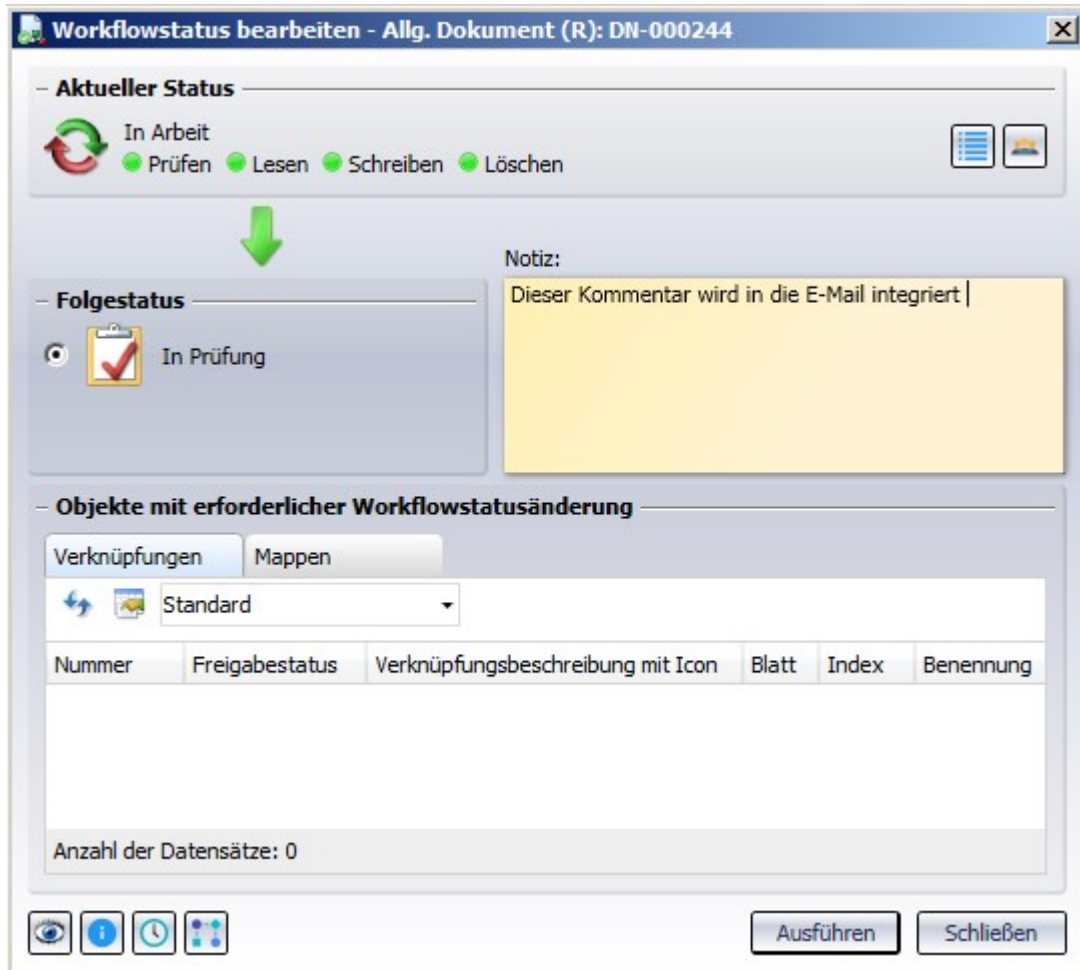 Workflowstatus bearbeiten - Allg. Dokument (R): DN-000244
Aktueller Status
In Arbeit
Prüfen Lesen Schreiben Löschen
Notiz:
Dieser Kommentar wird in die E-Mail integriert
Folgestatus
In Prüfung
Objekte mit erforderlicher Workflowstatusänderung
Verknüpfungen Mappen
Standard
Nummer Freigabestatus Verknüpfungsbeschreibung mit Icon Blatt Index Benennung
Anzahl der Datensätze: 0
Ausführen Schließen